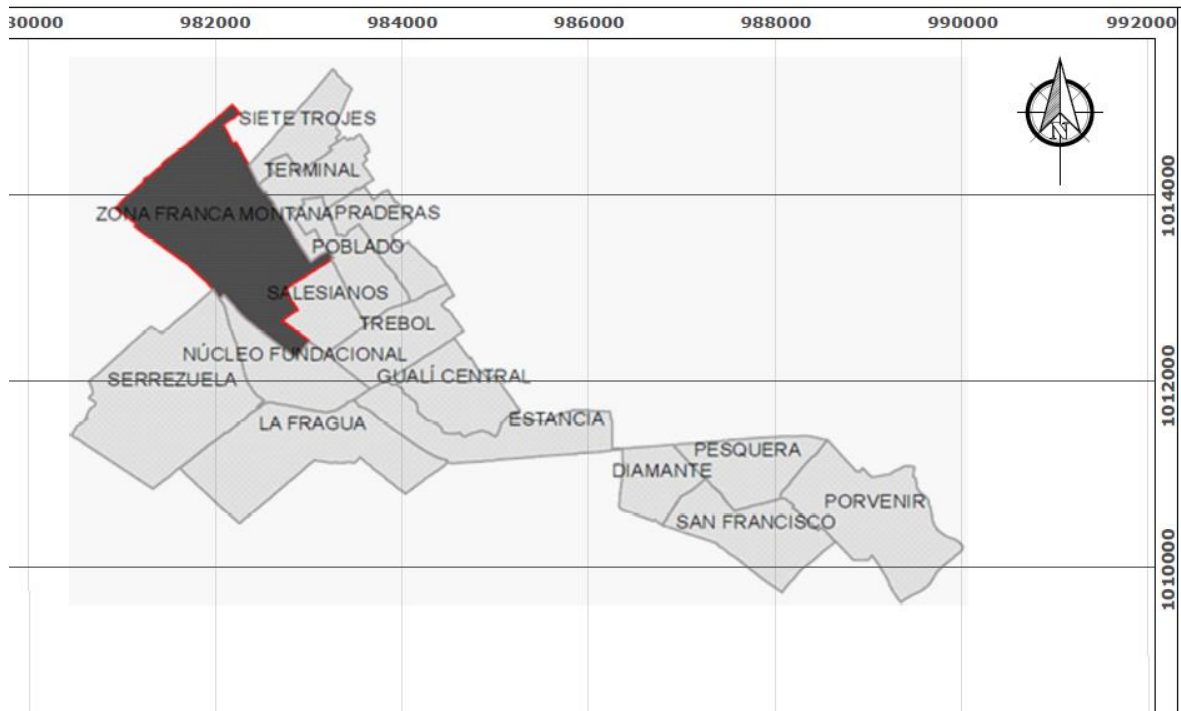 980000 982000 984000 986000 988000 990000 992000
N
SIETE TROJES
TERMINAL
1014000
ZONA FRANCA MONTANA PRADERAS
POBLADO
SALESIANOS
TREBOL
NÚCLEO FUNDACIONAL
GUALÍ CENTRAL
SERREZUELA
1012000
LA FRAGUA
ESTANCIA
PESQUERA
DIAMANTE
PORVENIR
SAN FRANCISCO
1010000